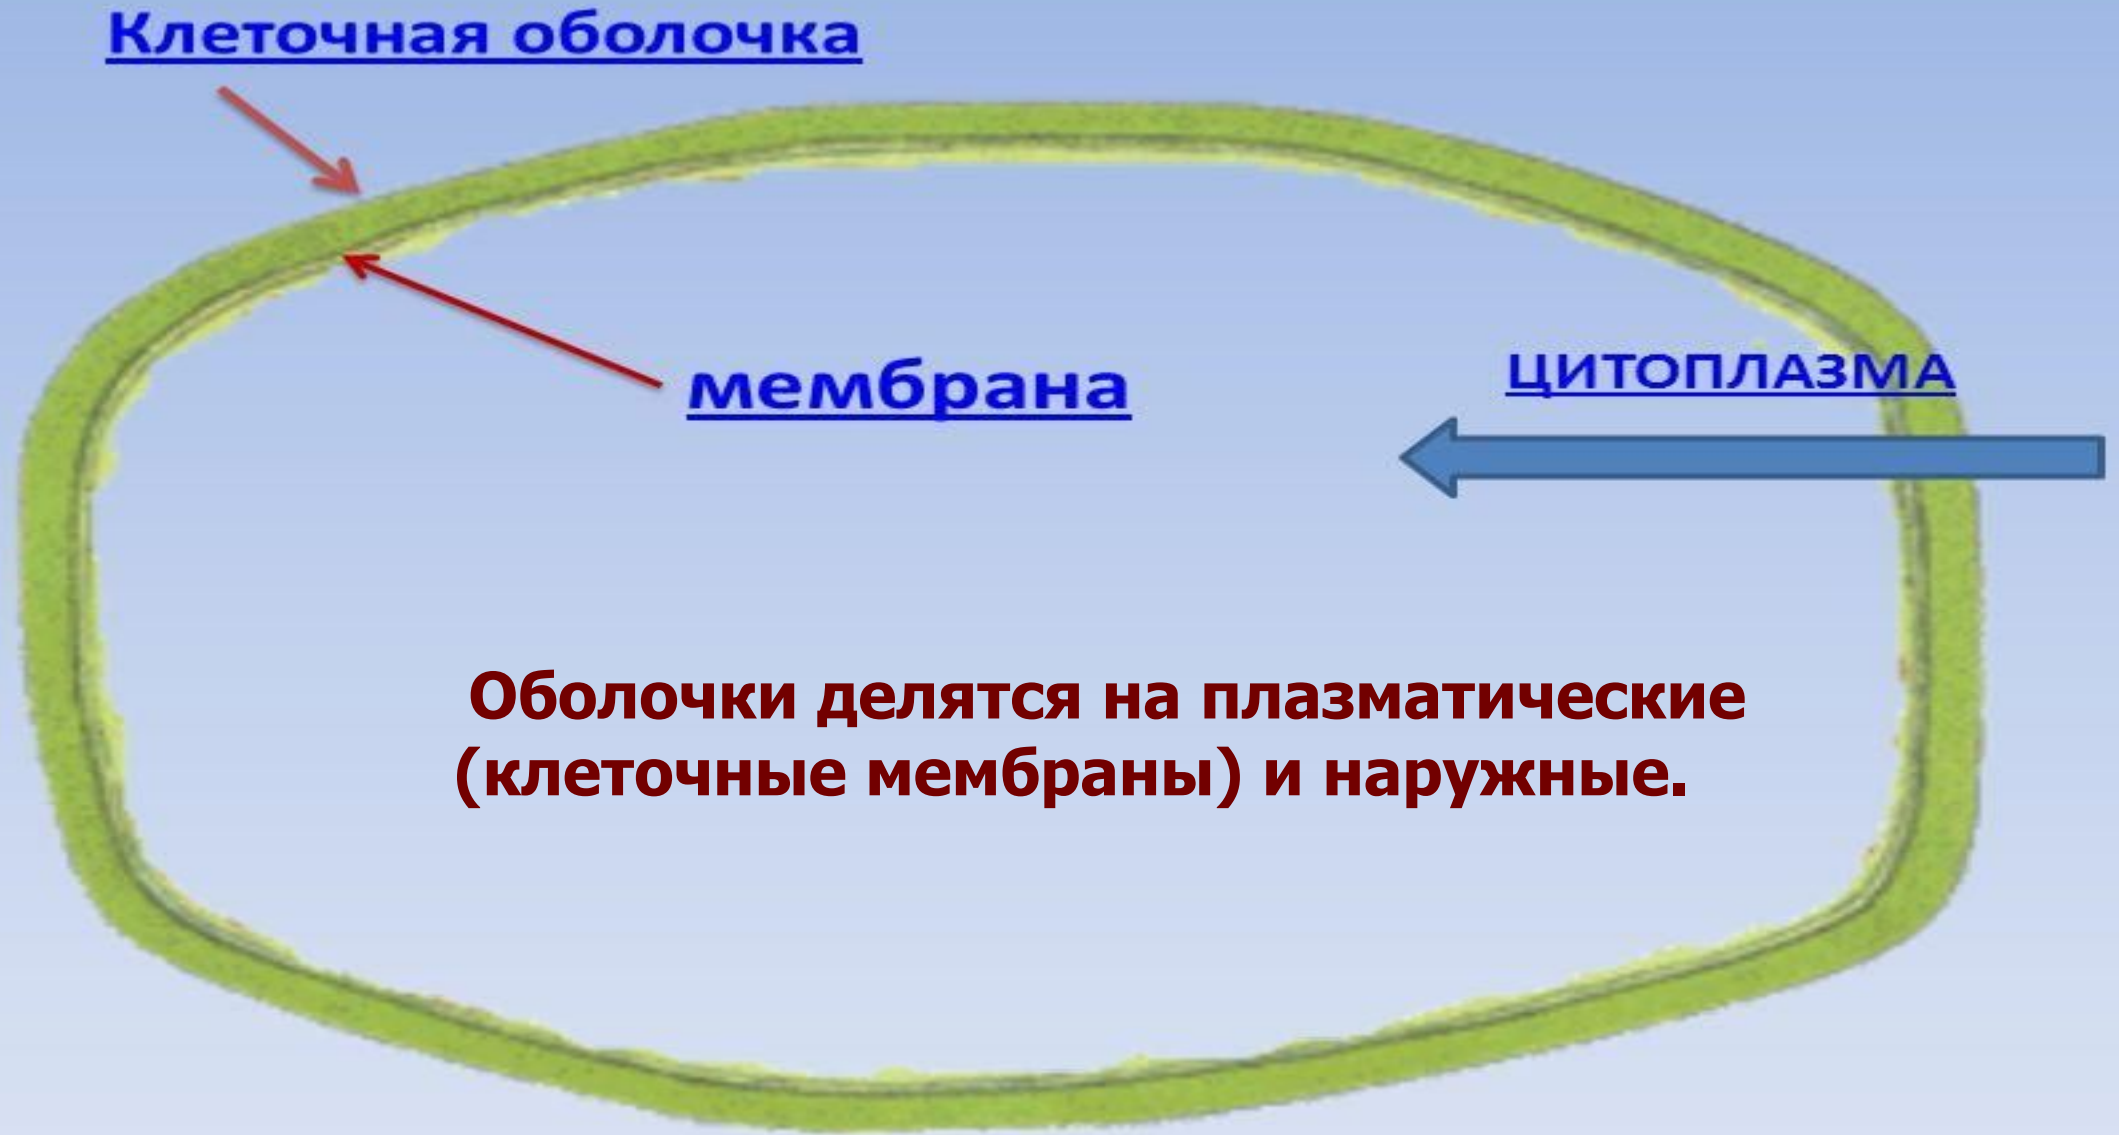 Клеточная оболочка
мембрана
ЦИТОПЛАЗМА
Оболочки делятся на плазматические
(клеточные мембраны) и наружные.